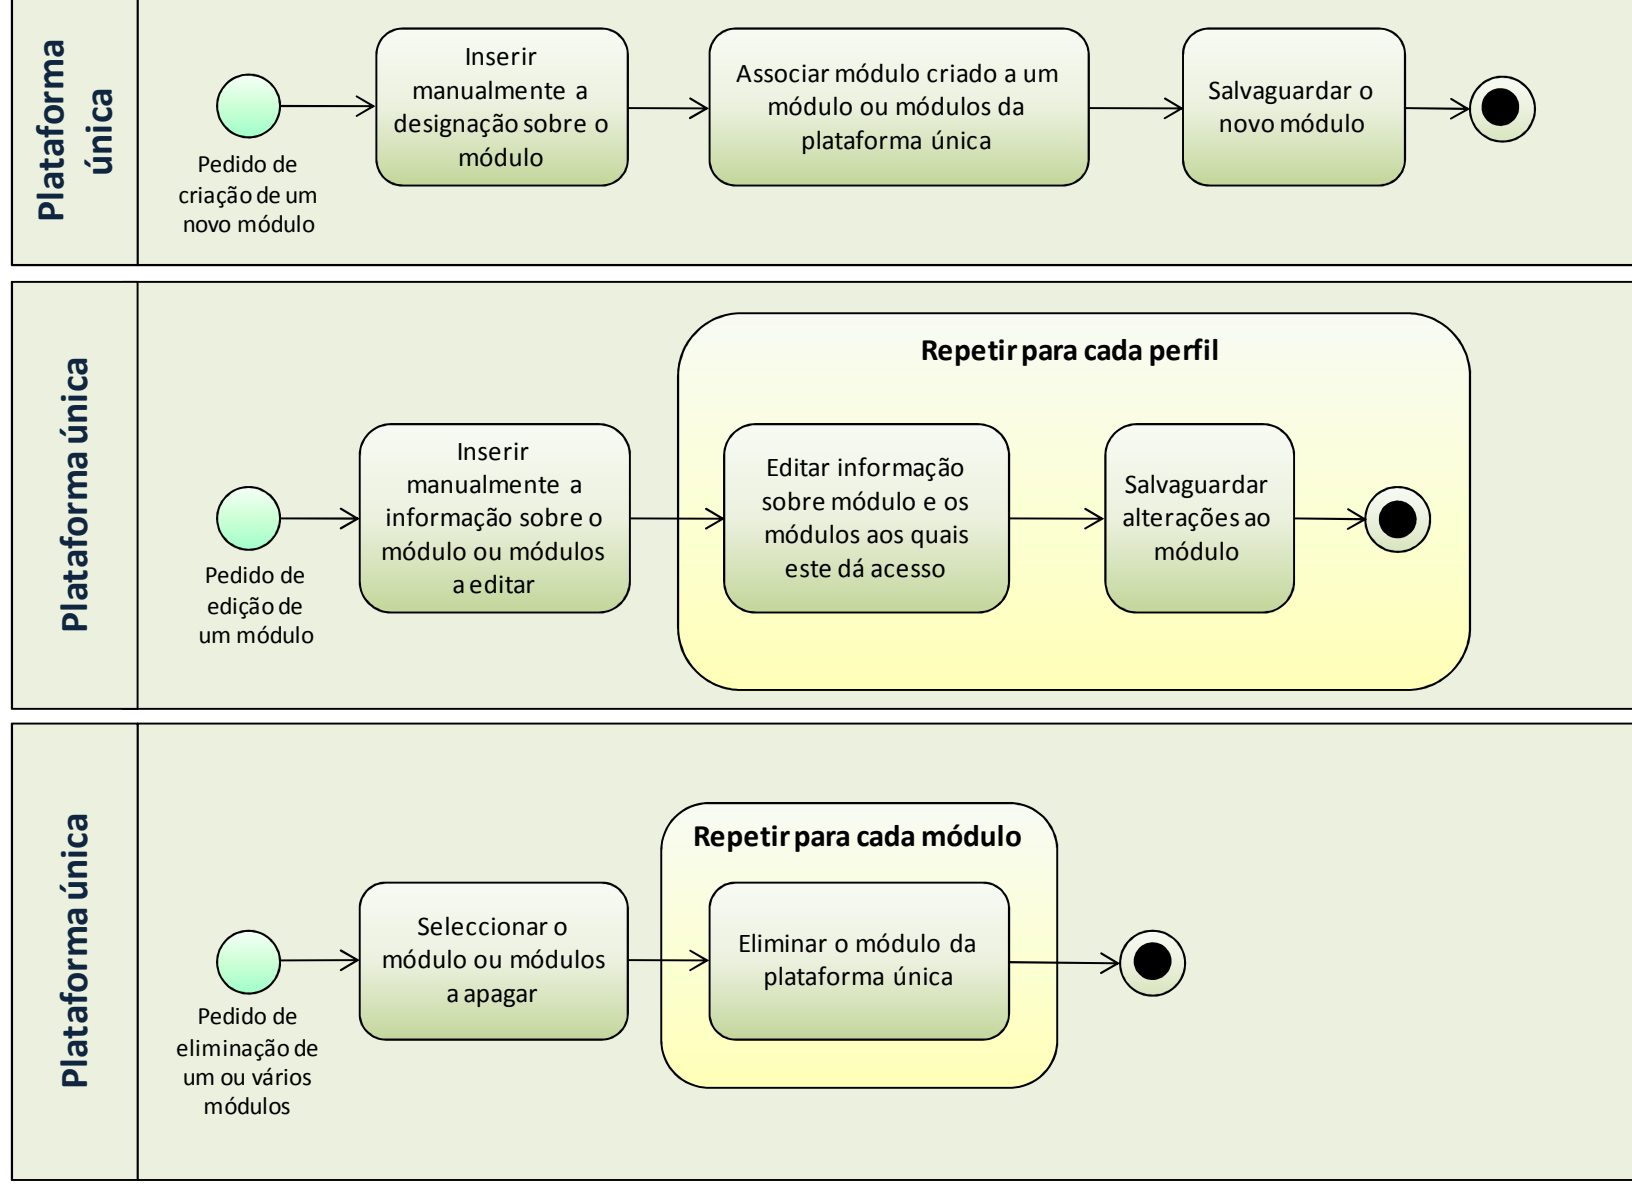 Plataforma
única
Inserir
manualmente a
designação sobre o
módulo
Associar módulo criado a um
módulo ou módulos da
plataforma única
Salvaguardar o
novo módulo
Pedido de
criação de um
novo módulo
Plataforma única
Repetir para cada perfil
Inserir
manualmente a
informação sobre o
módulo ou módulos
a editar
Editar informação
sobre módulo e os
módulos aos quais
este dá acesso
Salvaguardar
alterações ao
módulo
Pedido de
edição de
um módulo
Plataforma única
Repetir para cada módulo
Seleccionar o
módulo ou módulos
a apagar
Eliminar o módulo da
plataforma única
Pedido de
eliminação de
um ou vários
módulos